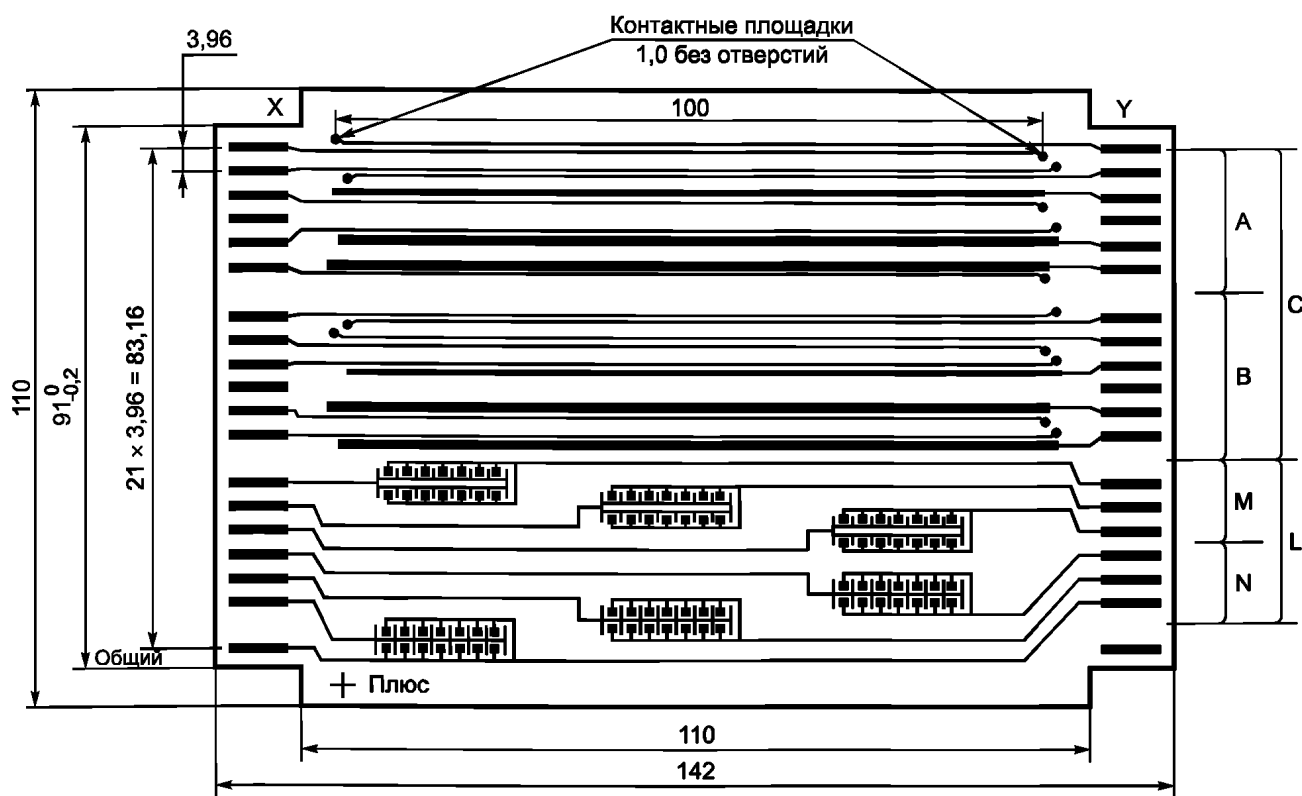 Контактные площадки
1,0 без отверстий
3,96
X
100
Y
A
C
B
110
91 0 -0,2
21 × 3,96 = 83,16
M
L
N
Общий
Плюс
110
142